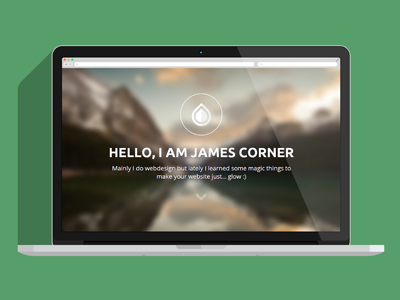 HELLO, I AM JAMES CORNER
Mainly I do webdesign but lately I learned some magic things to
make your website just... glow :)